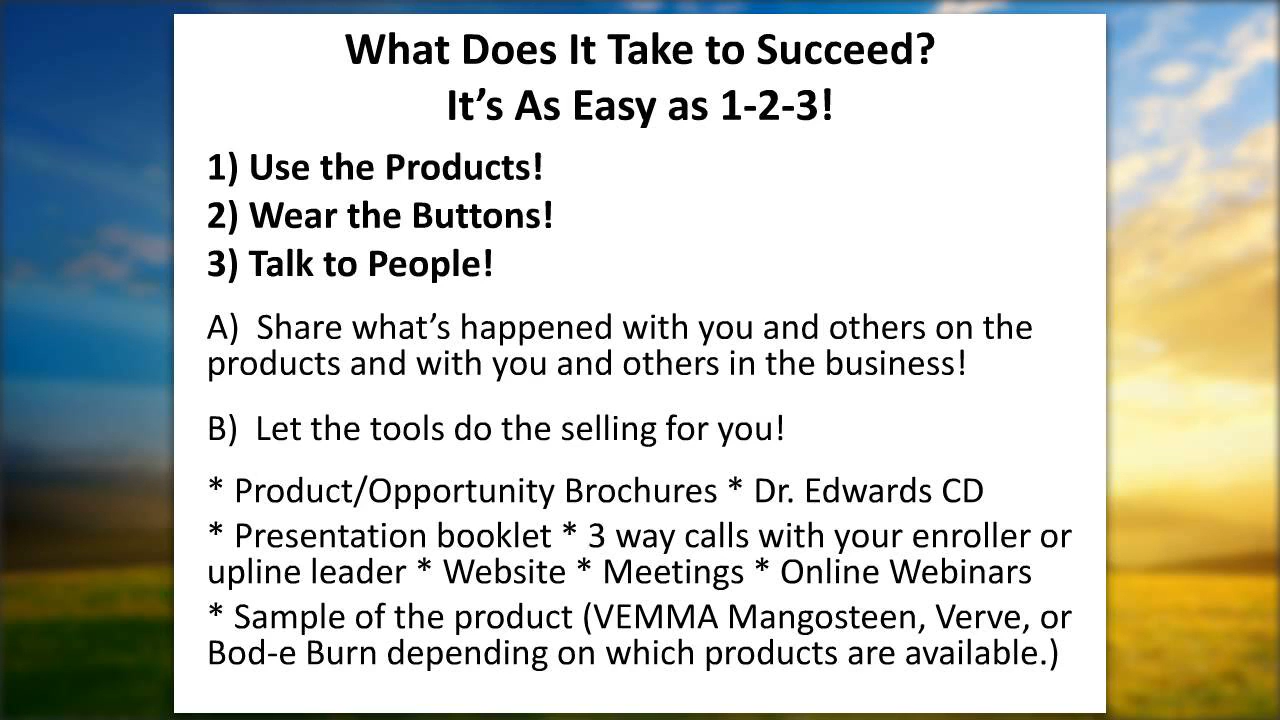 What Does It Take to Succeed?
It’s As Easy as 1-2-3!
1) Use the Products!
2) Wear the Buttons!
3) Talk to People!
A)  Share what’s happened with you and others on the
products and with you and others in the business!
B)  Let the tools do the selling for you!
* Product/Opportunity Brochures * Dr. Edwards CD
* Presentation booklet * 3 way calls with your enroller or
upline leader * Website * Meetings * Online Webinars
* Sample of the product (VEMMA Mangosteen, Verve, or
Bod-e Burn depending on which products are available.)